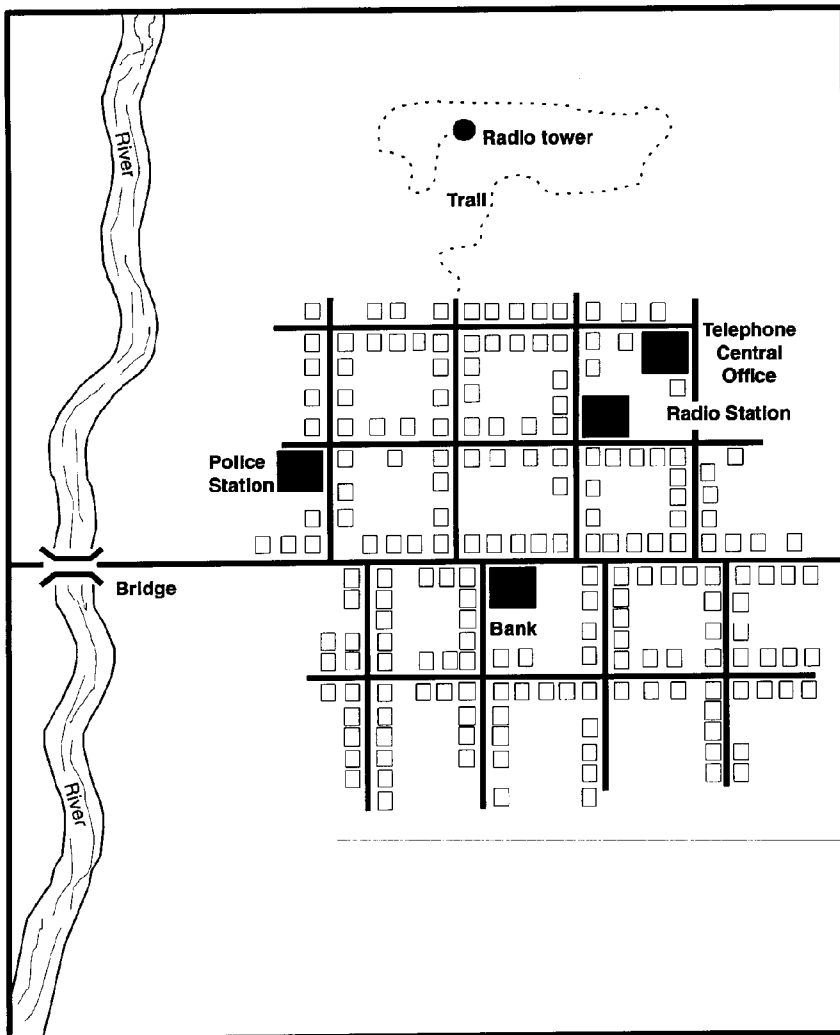 River
Radio tower
Trail
Telephone
Central
Office
Radio Station
Police
Station
Bridge
Bank
River